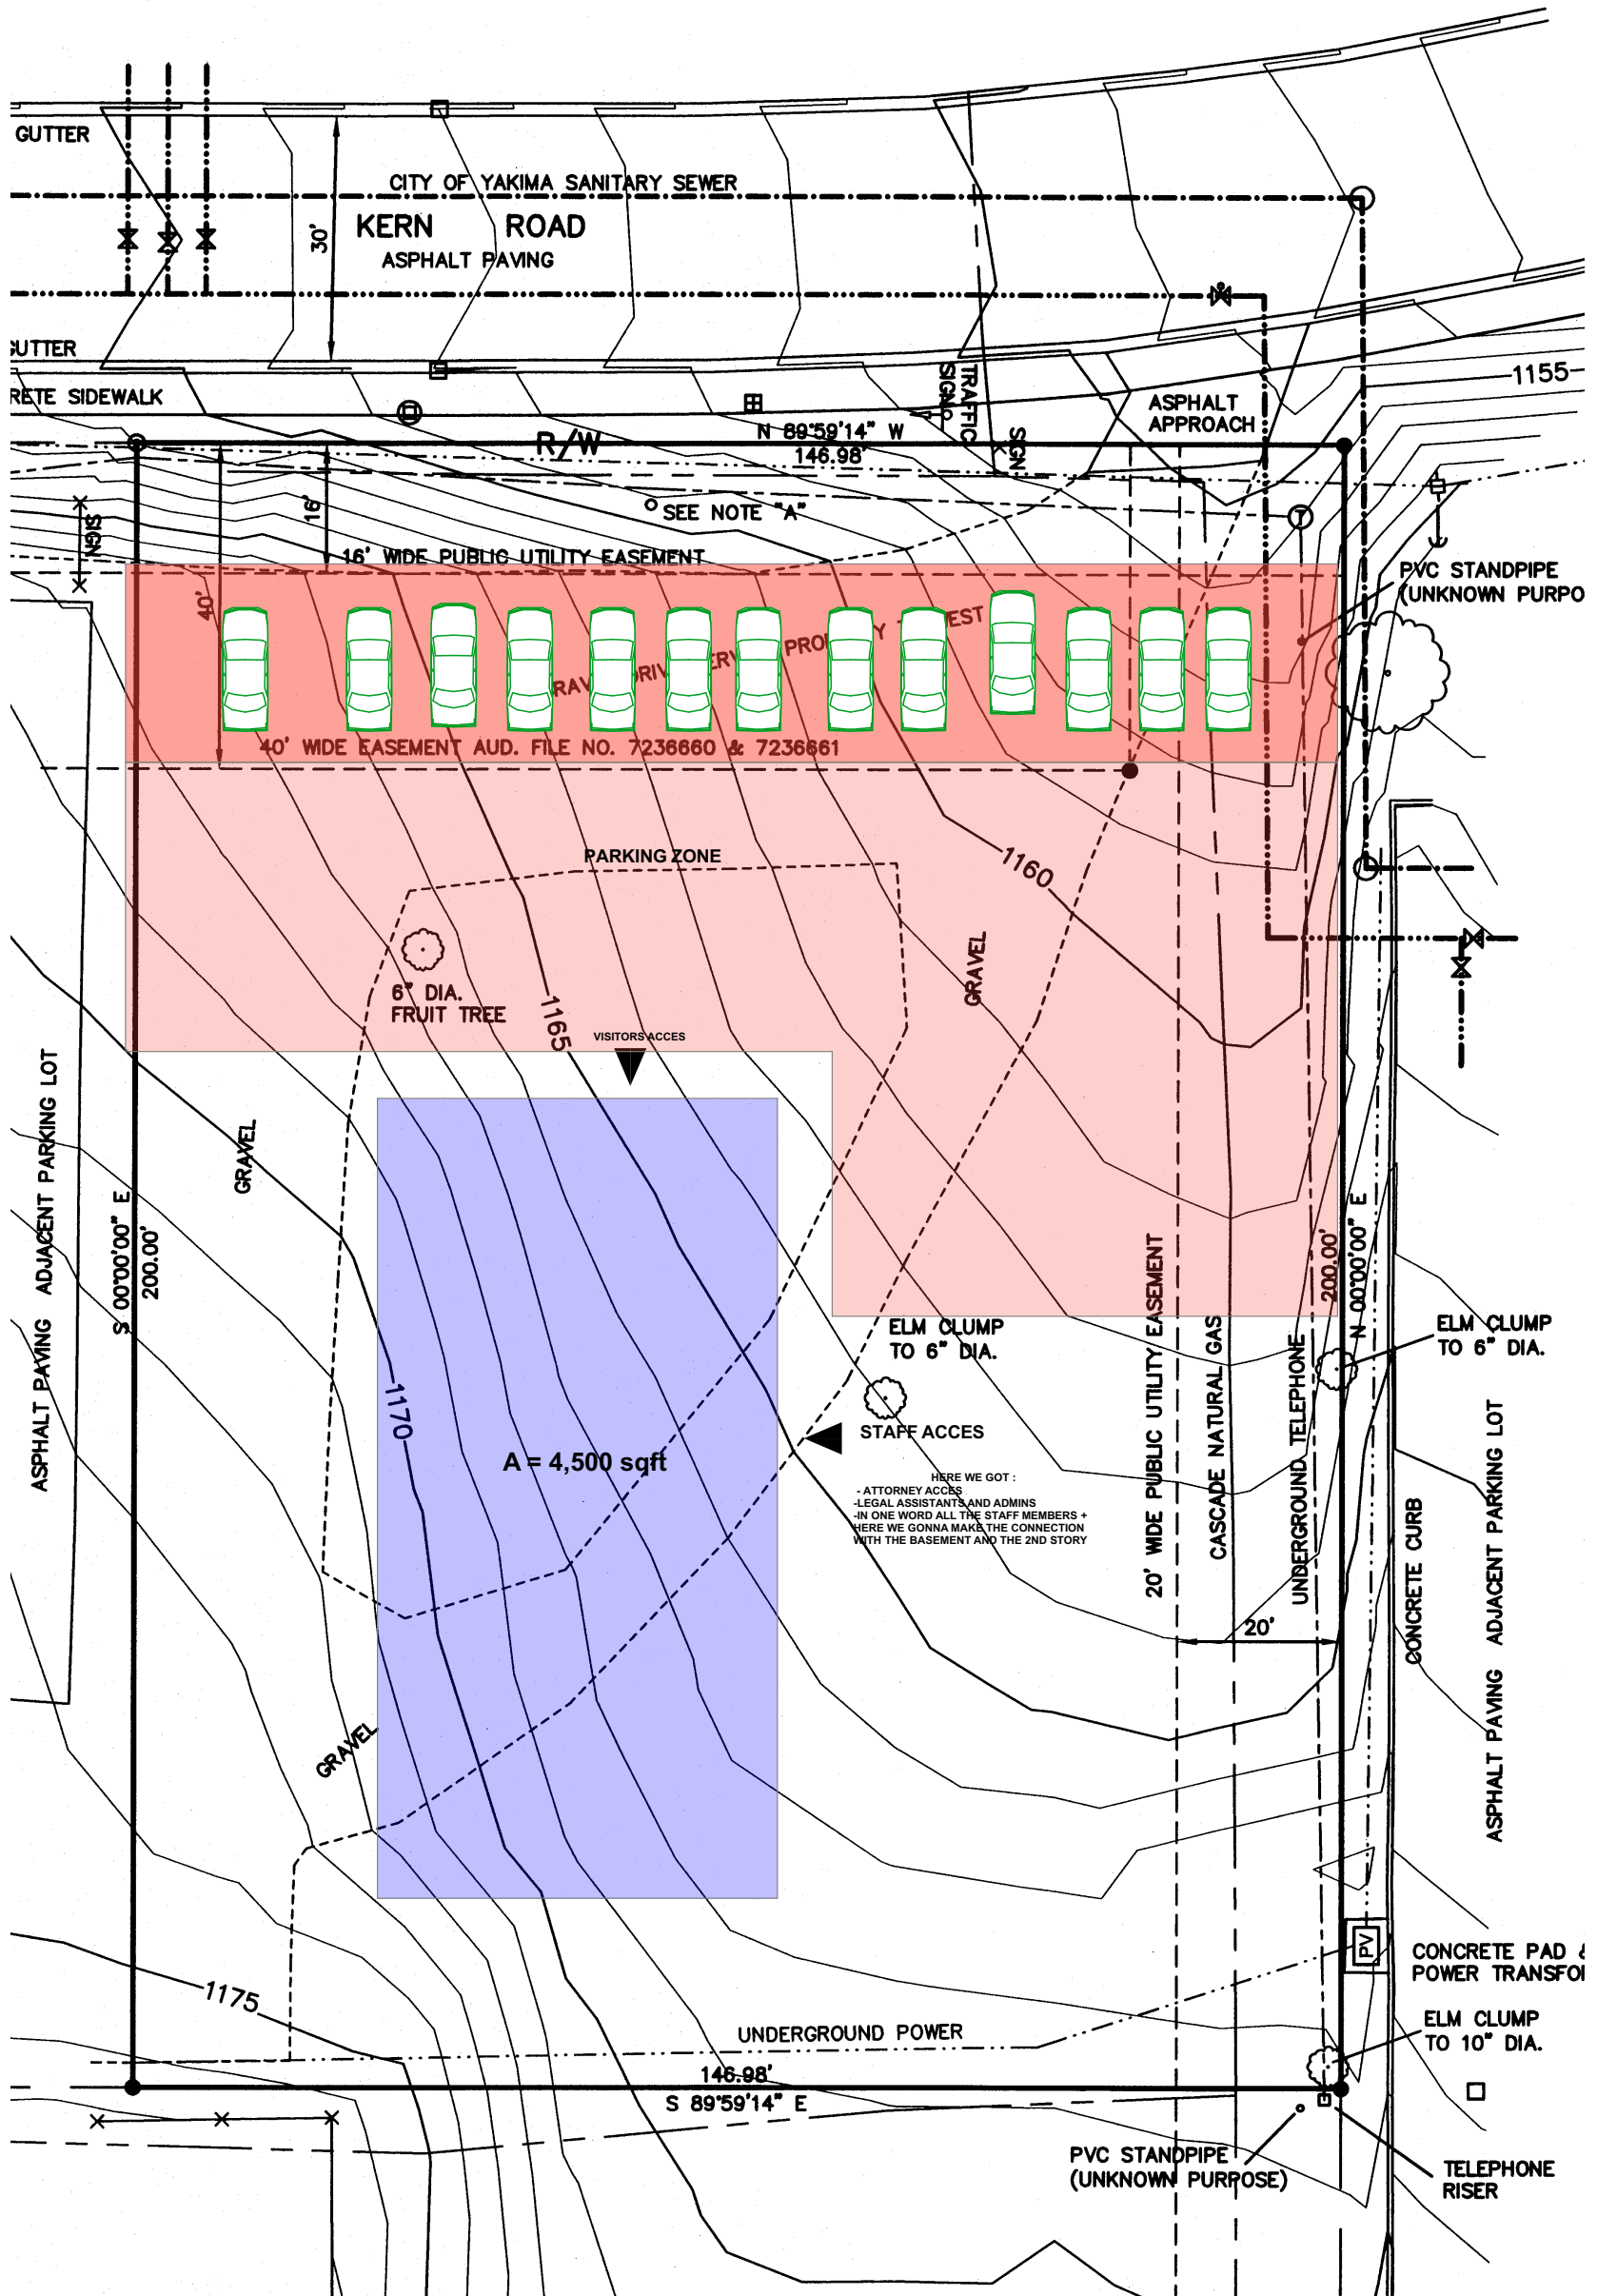 GUTTER
CITY OF YAKIMA SANITARY SEWER
KERN ROAD
30'
ASPHALT PAVING
GUTTER
RETE SIDEWALK
1155
TRAFFIC
SIGN
ASPHALT
APPROACH
R/W
N 89°59'14" W
146.98'
SIGN
16'
SEE NOTE "A"
SIGN
16' WIDE PUBLIC UTILITY EASEMENT
PVC STANDPIPE
(UNKNOWN PURPO
40'
40' WIDE EASEMENT AUD. FILE NO. 7236660 & 7236661
PARKING ZONE
1160
GRAVEL
6" DIA.
FRUIT TREE
1165
VISITORS ACCES
GRAVEL
ASPHALT PAVING ADJACENT PARKING LOT
S 00°00'00" E
200.00'
200.00'
N 00°00'00" E
ELM CLUMP
TO 6" DIA.
ELM CLUMP
TO 6" DIA.
20' WIDE PUBLIC UTILITY EASEMENT
CASCADE NATURAL GAS
UNDERGROUND TELEPHONE
1170
STAFF ACCES
A = 4,500 sqft
HERE WE GOT :
- ATTORNEY ACCES
-LEGAL ASSISTANTS AND ADMINS
-IN ONE WORD ALL THE STAFF MEMBERS +
HERE WE GONNA MAKE THE CONNECTION
WITH THE BASEMENT AND THE 2ND STORY
CONCRETE CURB
ASPHALT PAVING ADJACENT PARKING LOT
20'
GRAVEL
PV
CONCRETE PAD &
POWER TRANSFO
1175
ELM CLUMP
TO 10" DIA.
UNDERGROUND POWER
146.98'
S 89°59'14" E
PVC STANDPIPE
(UNKNOWN PURPOSE)
TELEPHONE
RISER